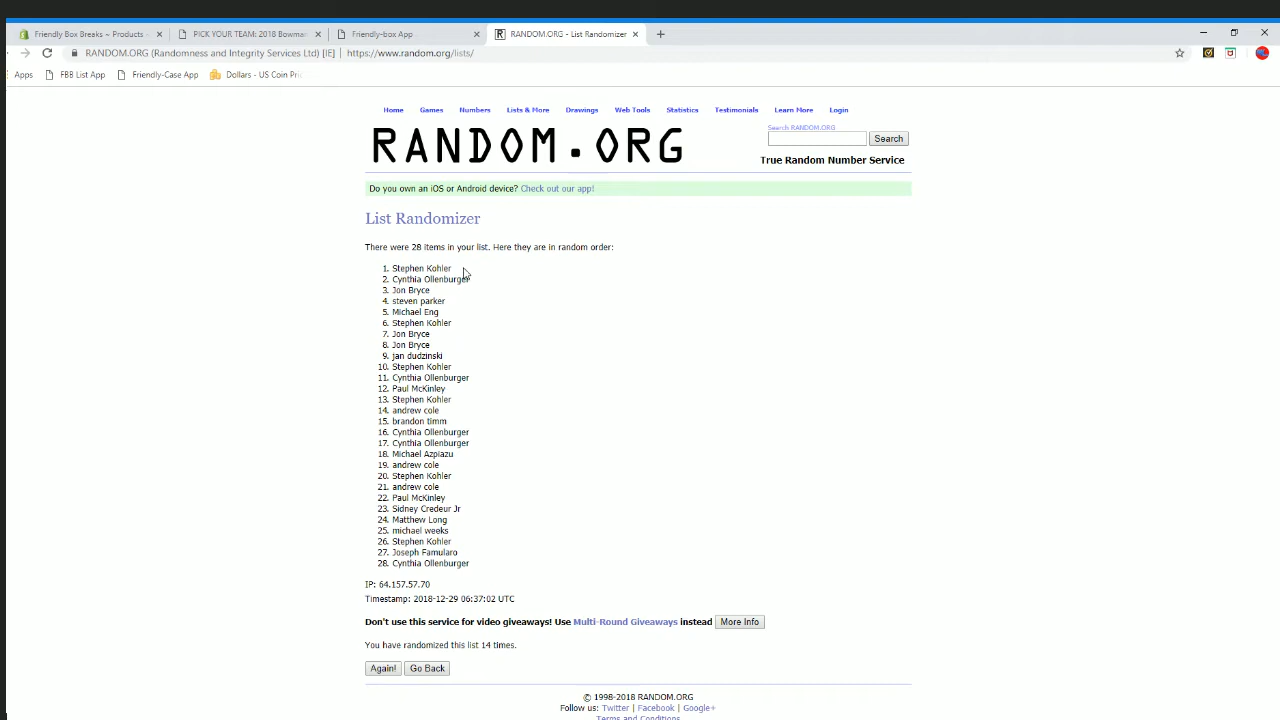 Friendly Box Breaks ~ Products -
PICK YOUR TEAM: 2018 Bowman
Friendly-box App
RANDOM.ORG - List Randomizer
RANDOM.ORG (Randomness and Integrity Services Ltd) [IE] | https://www.random.org/lists/
Apps FBB List App Friendly-Case App Dollars - US Coin Pric
Home Games Numbers Lists & More Drawings Web Tools Statistics Testimonials Learn More Login
RANDOM.ORG
Search RANDOM.ORG
Search
True Random Number Service
Do you own an iOS or Android device? Check out our app!
List Randomizer
There were 28 items in your list. Here they are in random order:
1. Stephen Kohler
2. Cynthia Ollenburger
3. Jon Bryce
4. steven parker
5. Michael Eng
6. Stephen Kohler
7. Jon Bryce
8. Jon Bryce
9. jan dudzinski
10. Stephen Kohler
11. Cynthia Ollenburger
12. Paul McKinley
13. Stephen Kohler
14. andrew cole
15. brandon timm
16. Cynthia Ollenburger
17. Cynthia Ollenburger
18. Michael Azpiazu
19. andrew cole
20. Stephen Kohler
21. andrew cole
22. Paul McKinley
23. Sidney Credeur Jr
24. Matthew Long
25. michael weeks
26. Stephen Kohler
27. Joseph Famularo
28. Cynthia Ollenburger
IP: 64.157.57.70
Timestamp: 2018-12-29 06:37:02 UTC
Don't use this service for video giveaways! Use Multi-Round Giveaways instead More Info
You have randomized this list 14 times.
Again! Go Back
© 1998-2018 RANDOM.ORG
Follow us: Twitter | Facebook | Google+
Terms and Conditions